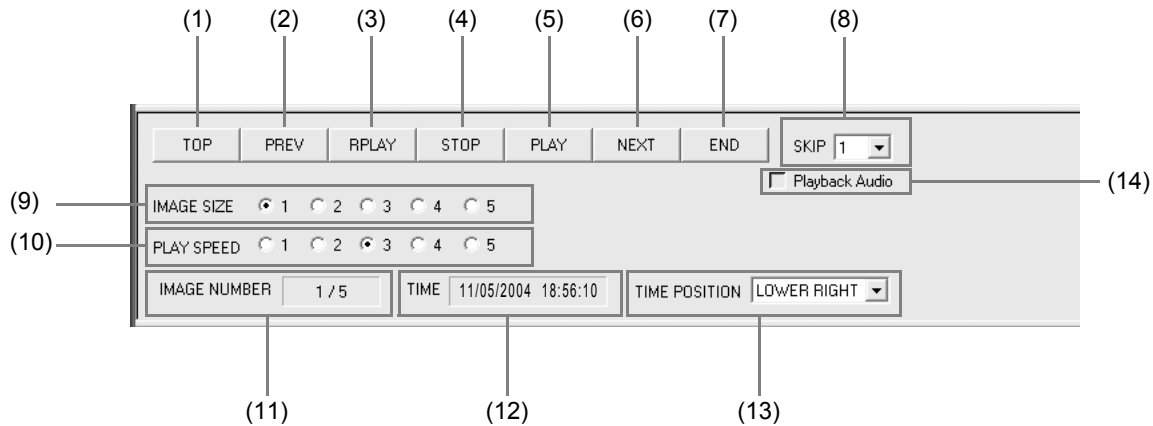 (1) (2) (3) (4) (5) (6) (7) (8)
TOP PREV RPLAY STOP PLAY NEXT END SKIP 1
Playback Audio (14)
(9) IMAGE SIZE 1 2 3 4 5
(10) PLAY SPEED 1 2 3 4 5
IMAGE NUMBER 1 / 5 TIME 11/05/2004 18:56:10 TIME POSITION LOWER RIGHT
(11) (12) (13)